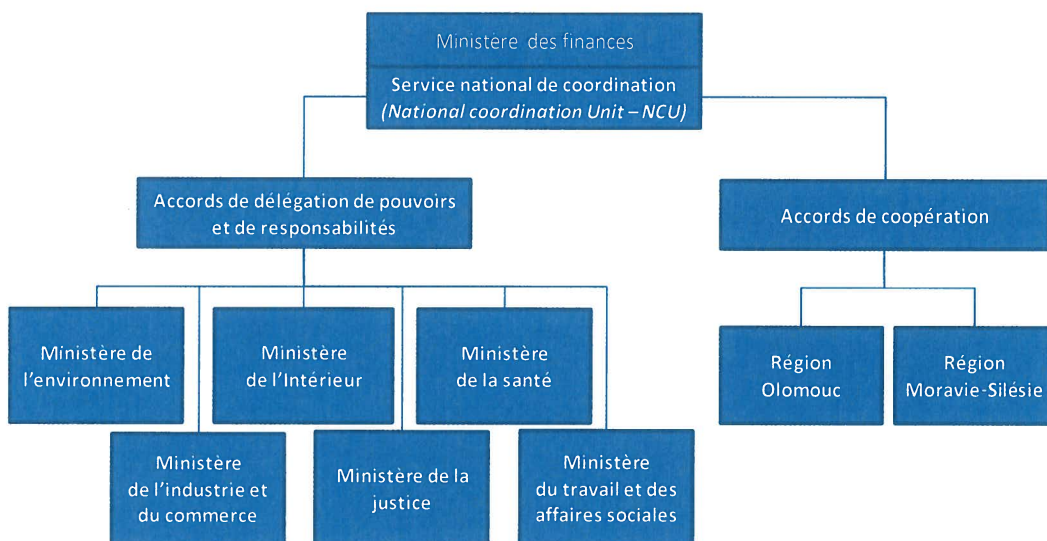 Ministère des finances
Service national de coordination
(National coordination Unit – NCU)
Accords de délégation de pouvoirs
et de responsabilités
Accords de coopération
Ministère de
l'environnement
Ministère
de l'Intérieur
Ministère
de la santé
Région
Olomouc
Région
Moravie-Silésie
Ministère
de l'industrie et
du commerce
Ministère de la
justice
Ministère
du travail et des
affaires sociales